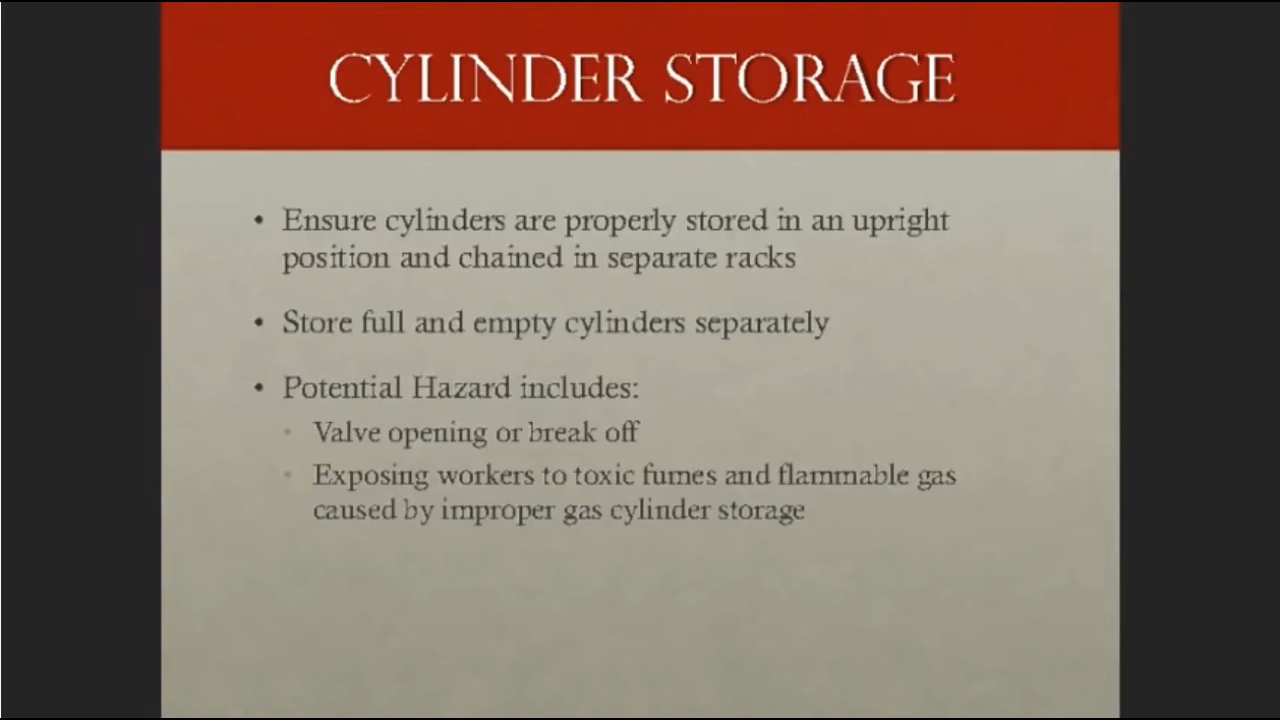 CYLINDER STORAGE
• Ensure cylinders are properly stored in an upright
position and chained in separate racks
• Store full and empty cylinders separately
• Potential Hazard includes:
• Valve opening or break off
• Exposing workers to toxic fumes and flammable gas
caused by improper gas cylinder storage